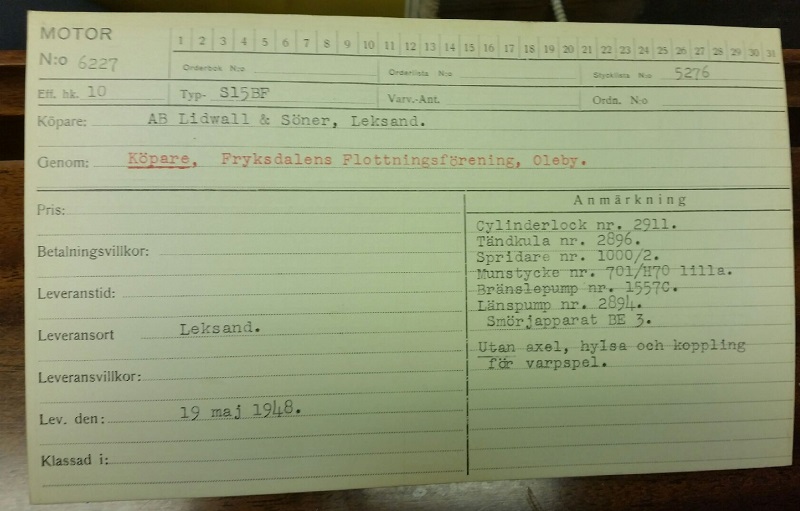 MOTOR 1 2 3 4 5 6 7 8 9 10 11 12 13 14 15 16 17 18 19 20 21 22 23 24 25 26 27 28 29 30 31
N:o 6227 Orderbok N:o Orderlista N:o Stycklista N:o 5276
Eff. hk. 10 Typ- S15BF Varv.-Ant. Ordn. N:o
Köpare: AB Lidwall & Söner, Leksand.
Genom: Köpare, Fryksdalens Flottningsförening, Oleby.
Pris:
Betalningsvillkor:
Leveranstid:
Leveransort Leksand.
Leveransvillkor:
Lev. den: 19 maj 1948.
Klassad i:
Anmärkning
Cylinderlock nr. 2911.
Tändkula nr. 2896.
Spridare nr. 1000/2.
Munstycke nr. 701/H70 lilla.
Bränslepump nr. 1557C.
Länspump nr. 2894.
Smörjapparat BE 3.
Utan axel, hylsa och koppling
för varpspel.